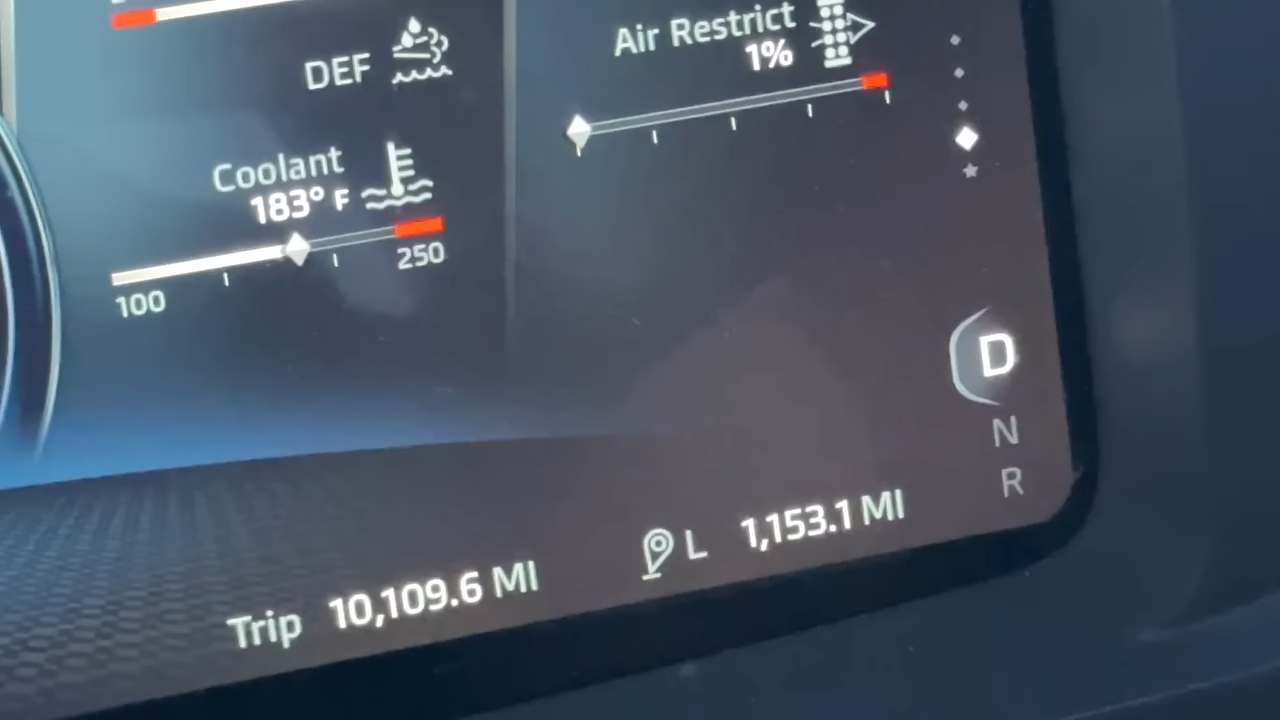 DEF
Coolant
183° F
100
250
Air Restrict
1%
D
N
R
Trip 10,109.6 MI
L 1,153.1 MI